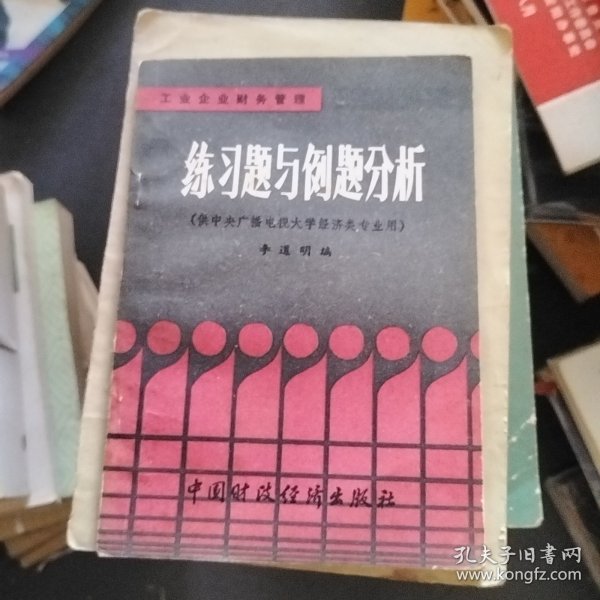 工业企业财务管理
练习题与例题分析
(供中央广播电视大学经济类专业用)
李道明编
中国财政经济出版社
孔夫子旧书网
www.kongfz.com